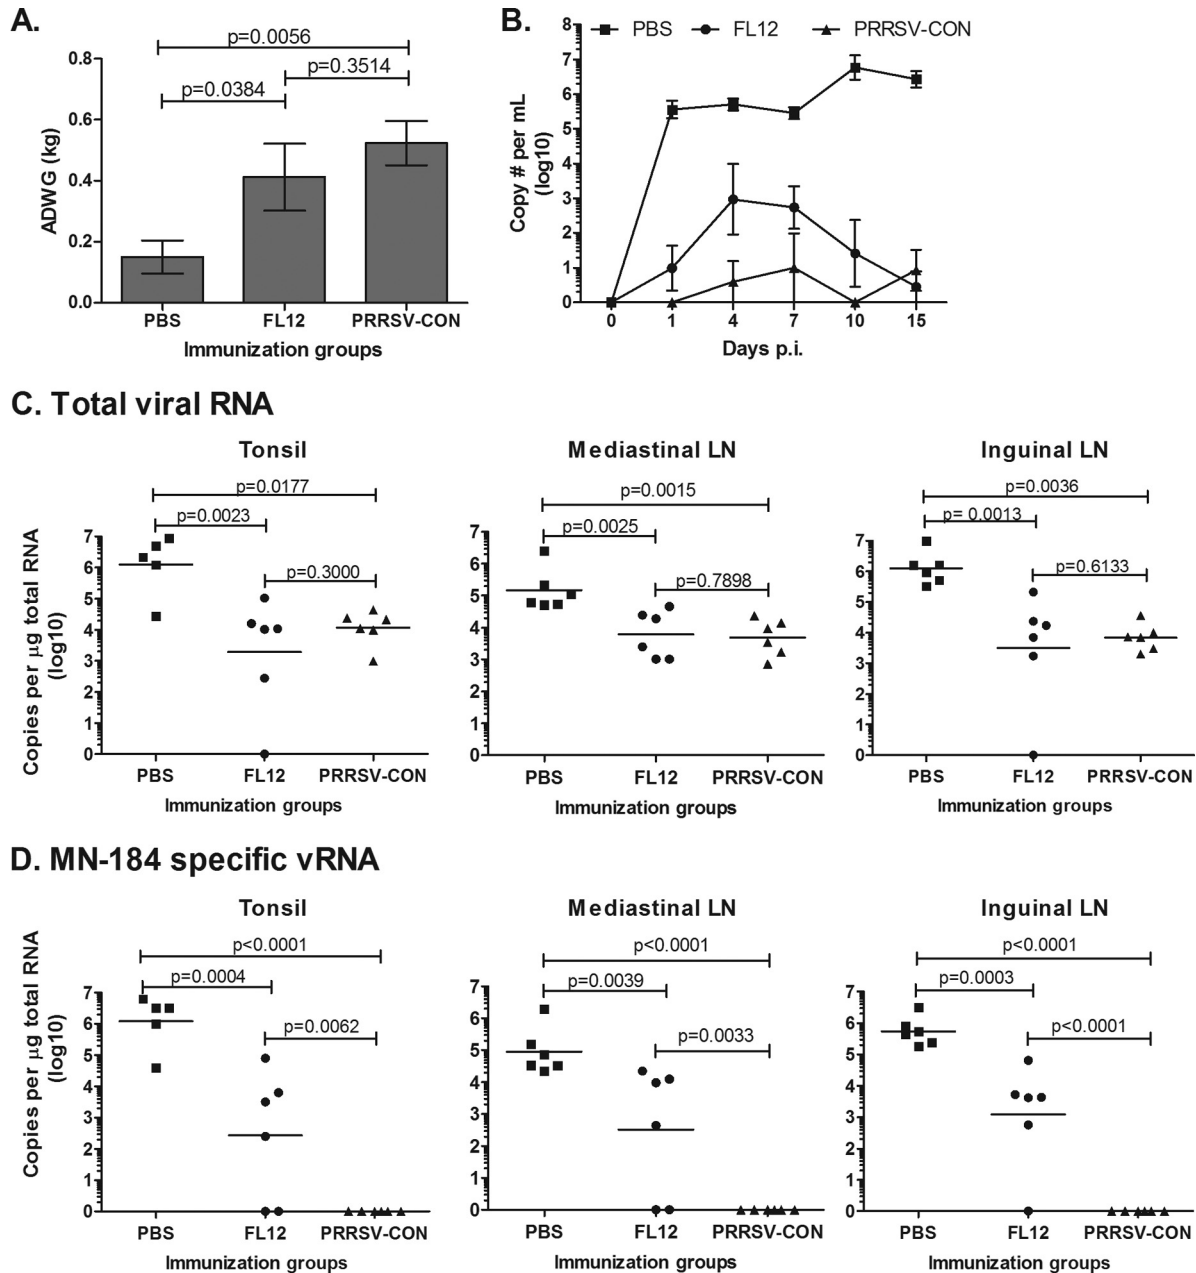 A.
B.
PBS FL12 PRRSV-CON
p=0.0056
p=0.3514
p=0.0384
ADWG (kg)
0.8
0.6
0.4
0.2
0.0
PBS FL12 PRRSV-CON
Immunization groups
Copy # per mL
(log10)
8
7
6
5
4
3
2
1
0
0 1 4 7 10 15
Days p.i.
C. Total viral RNA
Tonsil
p=0.0177
p=0.0023
p=0.3000
Copies per µg total RNA
(log10)
7
6
5
4
3
2
1
0
PBS FL12 PRRSV-CON
Immunization groups
Mediastinal LN
p=0.0015
p=0.0025
p=0.7898
7
6
5
4
3
2
1
0
PBS FL12 PRRSV-CON
Immunization groups
Inguinal LN
p=0.0036
p= 0.0013
p=0.6133
7
6
5
4
3
2
1
0
PBS FL12 PRRSV-CON
Immunization groups
D. MN-184 specific vRNA
Tonsil
p<0.0001
p=0.0004
p=0.0062
Copies per µg total RNA
(log10)
7
6
5
4
3
2
1
0
PBS FL12 PRRSV-CON
Immunization groups
Mediastinal LN
p<0.0001
p=0.0039
p=0.0033
7
6
5
4
3
2
1
0
PBS FL12 PRRSV-CON
Immunization groups
Inguinal LN
p<0.0001
p=0.0003
p<0.0001
7
6
5
4
3
2
1
0
PBS FL12 PRRSV-CON
Immunization groups